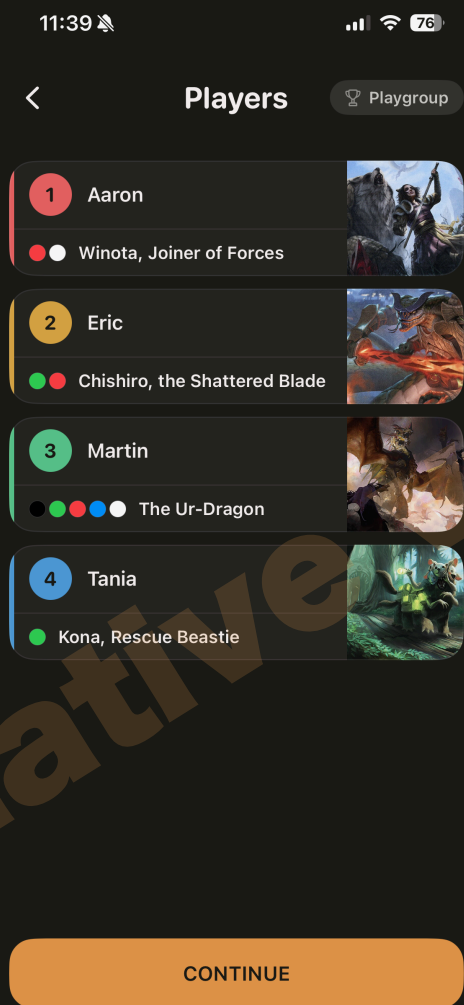 11:39
76
Players
Playgroup
1 Aaron
Winota, Joiner of Forces
2 Eric
Chishiro, the Shattered Blade
3 Martin
The Ur-Dragon
4 Tania
Kona, Rescue Beastie
CONTINUE